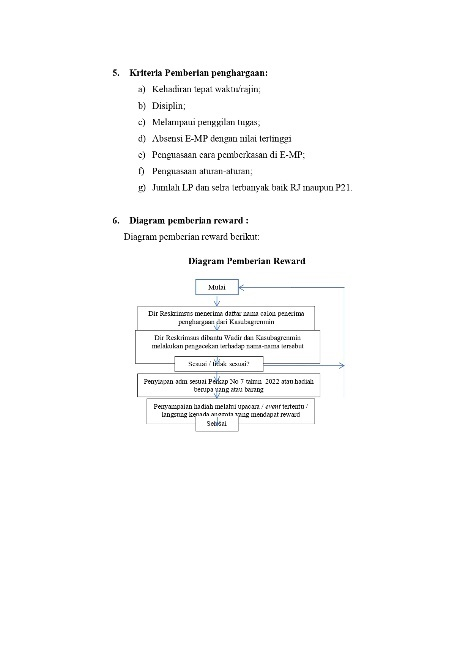 5. Kriteria Pemberian penghargaan:
a) Kehadiran tepat waktu/rajin;
b) Disiplin;
c) Melampaui penggilan tugas;
d) Absensi E-MP dengan nilai tertinggi
e) Penguasaan cara pemberkasan di E-MP;
f) Penguasaan aturan-aturan;
g) Jumlah LP dan selra terbanyak baik RJ maupun P21.
6. Diagram pemberian reward :
Diagram pemberian reward berikut:
Diagram Pemberian Reward
Mulai
Dir Reskrimsus menerima daftar nama calon penerima
penghargaan dari Kasubagrenmin
Dir Reskrimsus dibantu Wadir dan Kasubagrenmin
melakukan pengecekan terhadap nama-nama tersebut
Sesuai / tidak sesuai?
Penyiapan adm sesuai Perkap No 7 tahun 2022 atau hadiah
berupa uang atau barang
Penyampaian hadiah melalui upacara / event tertentu /
langsung kepada anggota yang mendapat reward
Selesai